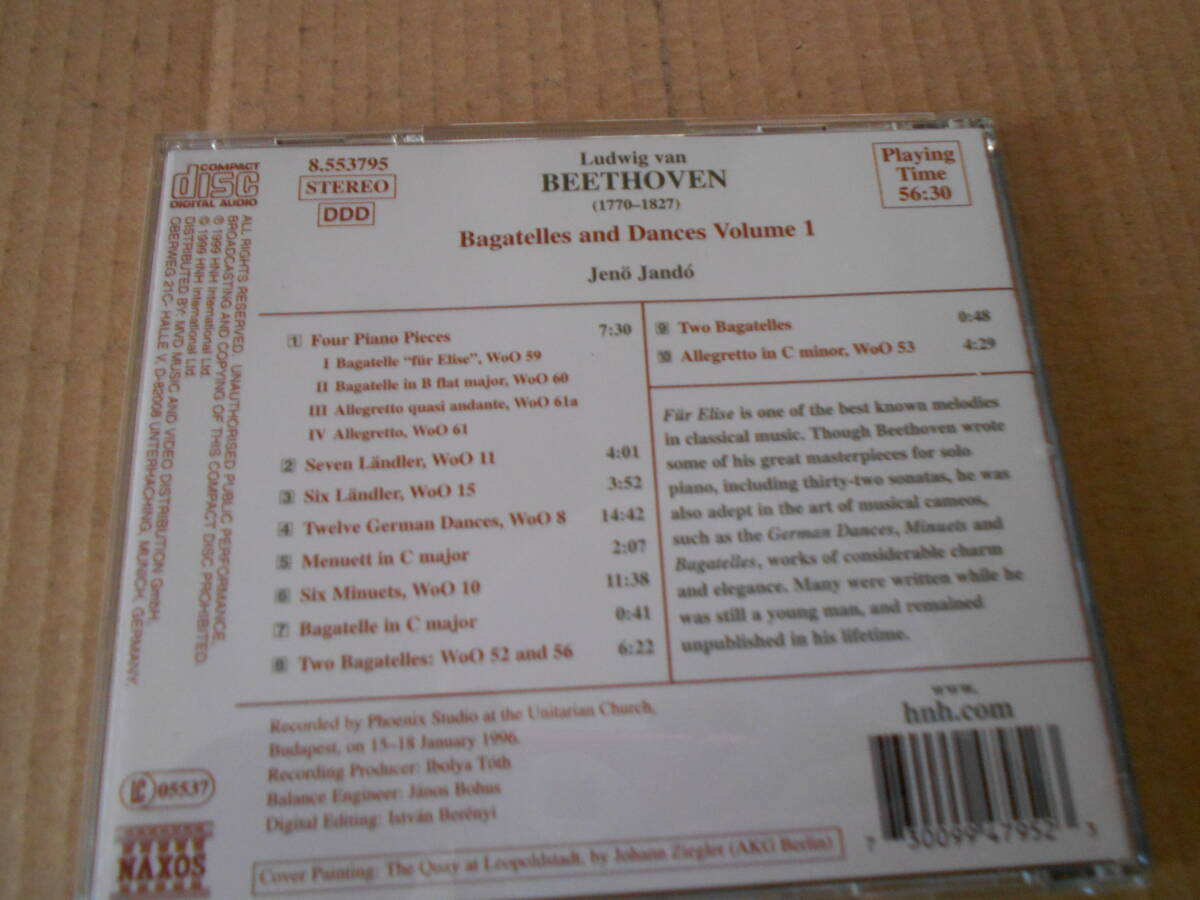 COMPACT
disc
DIGITAL AUDIO
8.553795
STEREO
DDD
Ludwig van
BEETHOVEN
(1770–1827)
Bagatelles and Dances Volume 1
Jenö Jandó
Playing
Time
56:30
1 Four Piano Pieces 7:30
I Bagatelle “für Elise”, WoO 59
II Bagatelle in B flat major, WoO 60
III Allegretto quasi andante, WoO 61a
IV Allegretto, WoO 61
2 Seven Ländler, WoO 11 4:01
3 Six Ländler, WoO 15 3:52
4 Twelve German Dances, WoO 8 14:42
5 Menuett in C major 2:07
6 Six Minuets, WoO 10 11:38
7 Bagatelle in C major 0:41
8 Two Bagatelles: WoO 52 and 56 6:22
9 Two Bagatelles 0:48
10 Allegretto in C minor, WoO 53 4:29
Für Elise is one of the best known melodies
in classical music. Though Beethoven wrote
some of his great masterpieces for solo
piano, including thirty-two sonatas, he was
also adept in the art of musical cameos,
such as the German Dances, Minuets and
Bagatelles, works of considerable charm
and elegance. Many were written while he
was still a young man, and remained
unpublished in his lifetime.
Recorded by Phoenix Studio at the Unitarian Church,
Budapest, on 15–18 January 1996.
Recording Producer: Ibolya Tóth
Balance Engineer: János Bohus
Digital Editing: István Berényi
Cover Painting: The Quay at Leopoldstadt, by Johann Ziegler (AKG Berlin)
www.
hnh.com
7 30099 47952 3
ALL RIGHTS RESERVED. UNAUTHORISED PUBLIC PERFORMANCE,
BROADCASTING AND COPYING OF THIS COMPACT DISC PROHIBITED.
℗ 1999 HNH International Ltd.
© 1999 HNH International Ltd.
DISTRIBUTED BY: MVD MUSIC AND VIDEO DISTRIBUTION GmbH,
OBERWEG 21C- HALLE V, D-82008 UNTERHACHING, MUNICH, GERMANY.
LC 05537
NAXOS